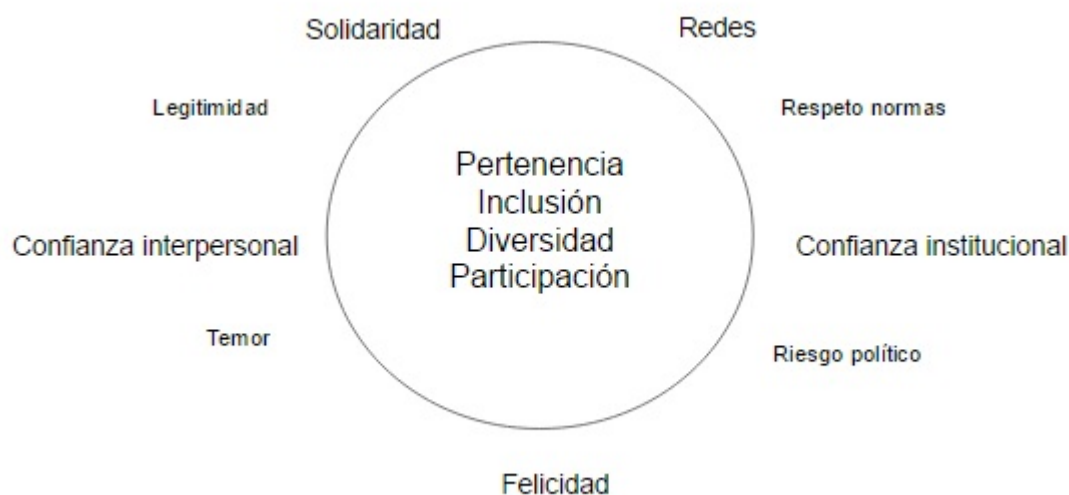 Solidaridad
Redes
Legitimidad
Respeto normas
Pertenencia
Inclusión
Diversidad
Participación
Confianza interpersonal
Confianza institucional
Temor
Riesgo político
Felicidad